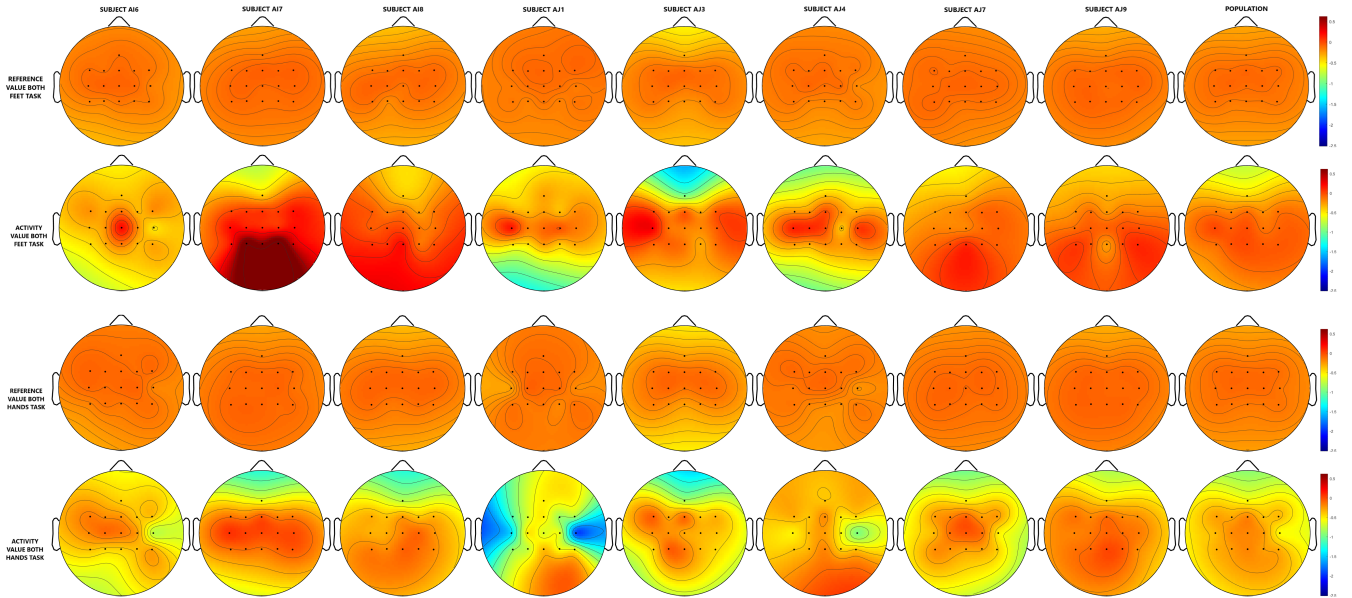 SUBJECT AI6 SUBJECT AI7 SUBJECT AI8 SUBJECT AJ1 SUBJECT AJ3 SUBJECT AJ4 SUBJECT AJ7 SUBJECT AJ9 POPULATION
REFERENCE
VALUE BOTH
FEET TASK
ACTIVITY
VALUE BOTH
FEET TASK
REFERENCE
VALUE BOTH
HANDS TASK
ACTIVITY
VALUE BOTH
HANDS TASK